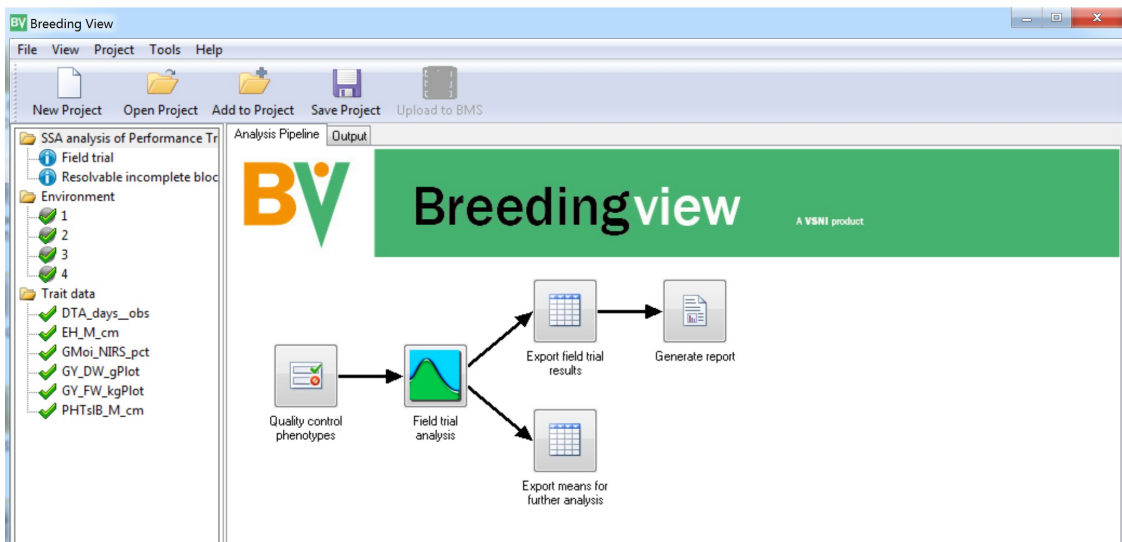 BV Breeding View
File View Project Tools Help
New Project Open Project Add to Project Save Project Upload to BMS
SSA analysis of Performance Tr
Field trial
Resolvable incomplete bloc
Environment
1
2
3
4
Trait data
DTA_days__obs
EH_M_cm
GMoi_NIRS_pct
GY_DW_gPlot
GY_FW_kgPlot
PHTslB_M_cm
Analysis Pipeline Output
BV Breedingview A VSNi product
Quality control
phenotypes
Field trial
analysis
Export field trial
results
Generate report
Export means for
further analysis